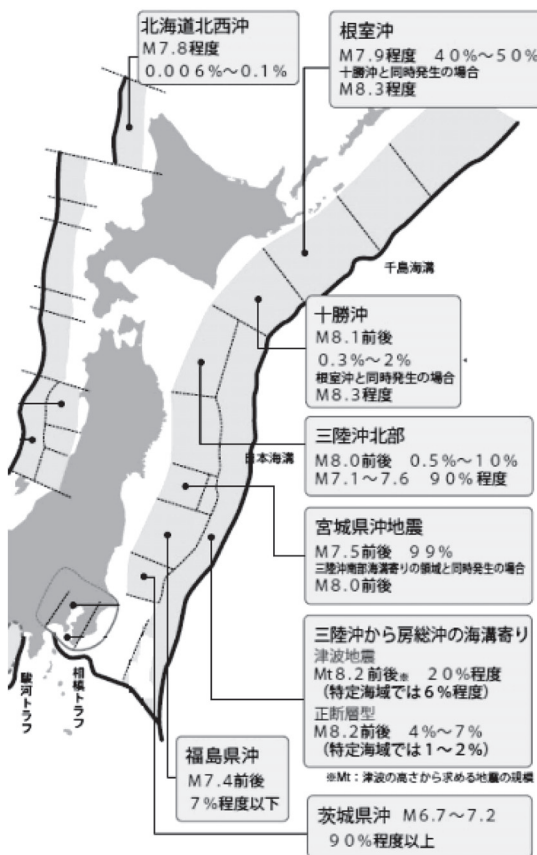 北海道北西沖
M7.8程度
0.006%～0.1%
根室沖
M7.9程度 40%～50%
十勝沖と同時発生の場合
M8.3程度
千島海溝
十勝沖
M8.1前後
0.3%～2%
根室沖と同時発生の場合
M8.3程度
三陸沖北部
M8.0前後 0.5%～10%
M7.1～7.6 90%程度
日本海溝
宮城県沖地震
M7.5前後 99%
三陸沖南部海溝寄りの領域と同時発生の場合
M8.0前後
三陸沖から房総沖の海溝寄り
津波地震
Mt8.2前後※ 20%程度
(特定海域では6%程度)
正断層型
M8.2前後 4%～7%
(特定海域では1～2%)
※Mt：津波の高さから求める地震の規模
駿河トラフ
相模トラフ
福島県沖
M7.4前後
7%程度以下
茨城県沖 M6.7～7.2
90%程度以上